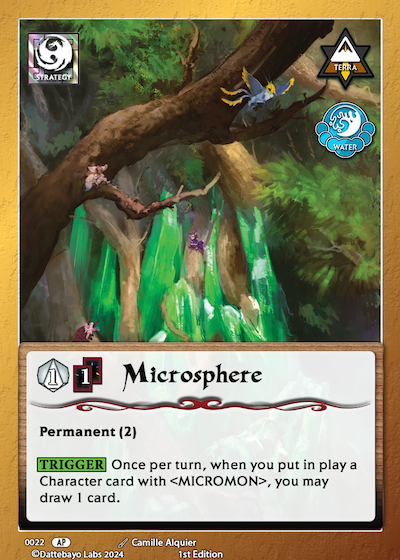 STRATEGY
TERRA
WATER
1
1
Microsphere
Permanent (2)
TRIGGER Once per turn, when you put in play a
Character card with <MICROMON>, you may
draw 1 card.
0022 AP Camille Alquier
©Dattebayo Labs 2024 1st Edition